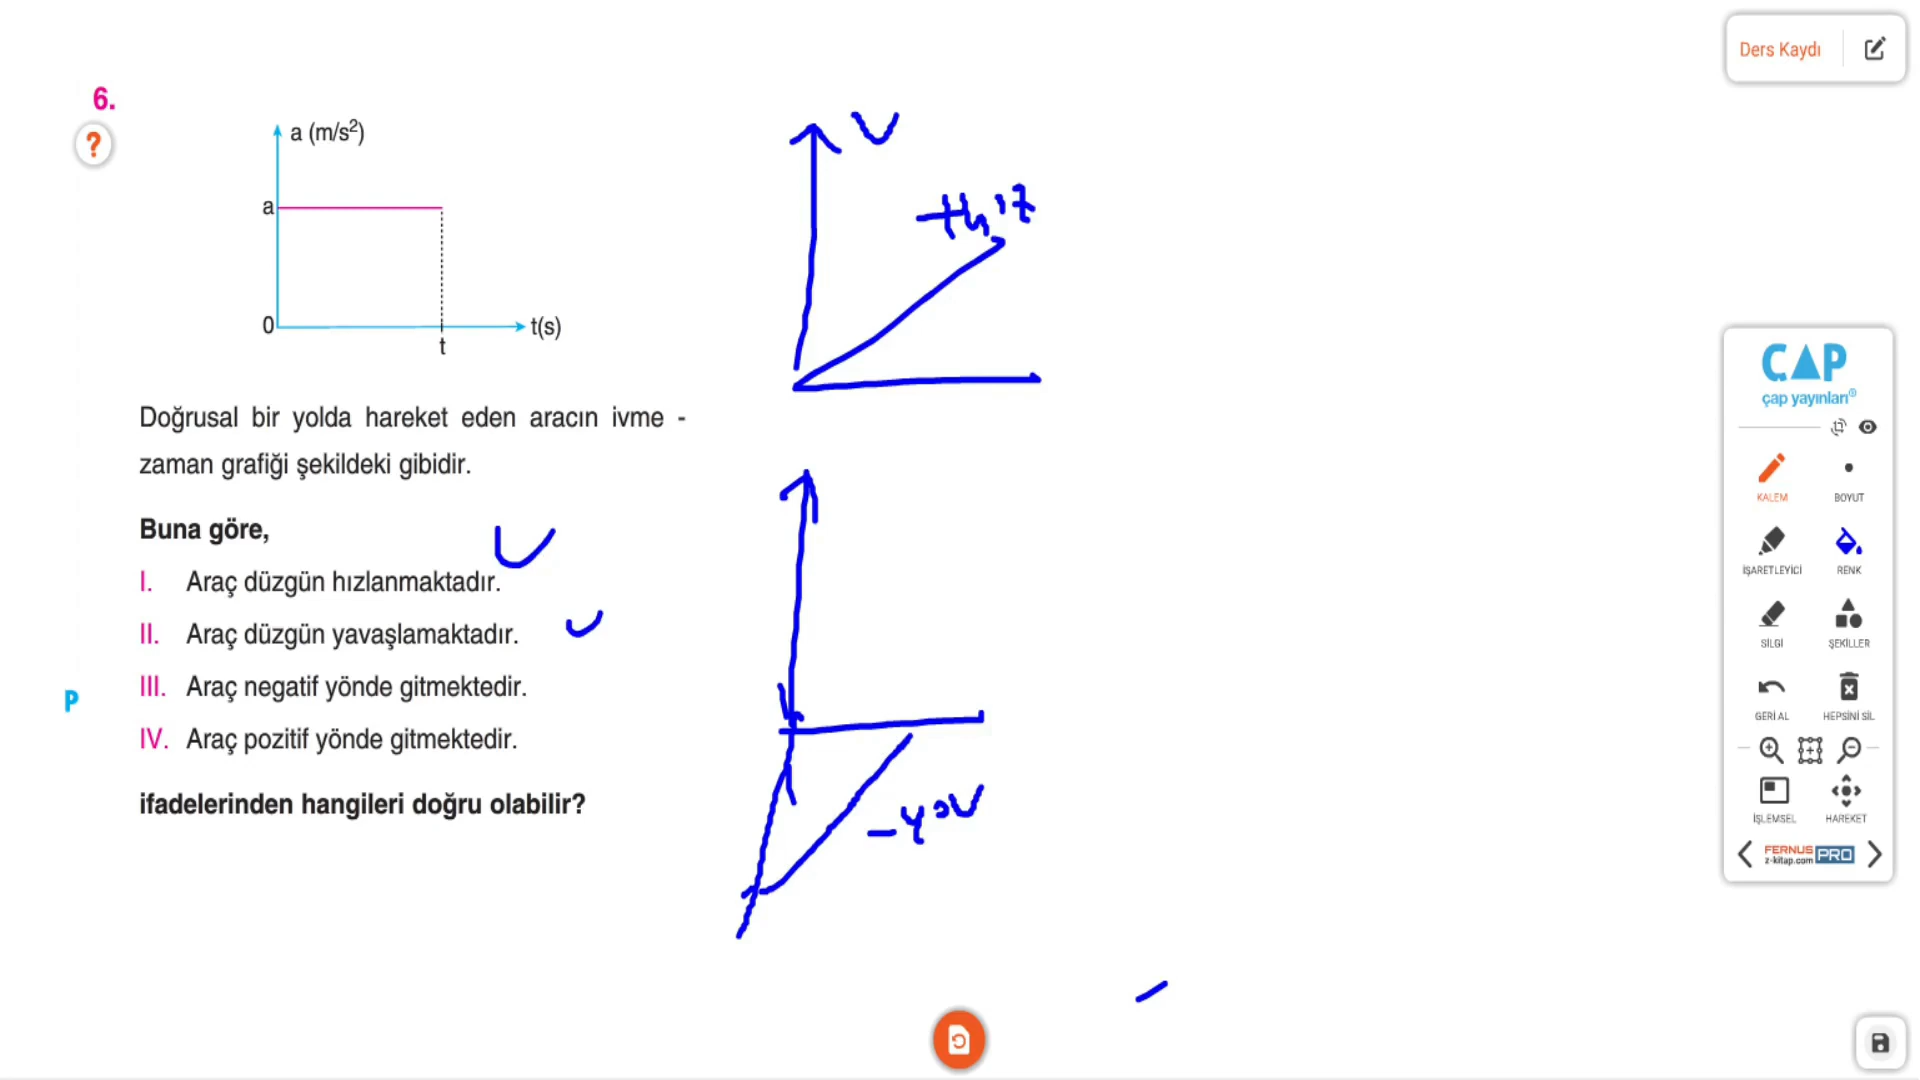 Ders Kaydı
6.
?
a (m/s²)
a
0
t
t(s)
V
+hız
Doğrusal bir yolda hareket eden aracın ivme -
zaman grafiği şekildeki gibidir.
Buna göre,
I. Araç düzgün hızlanmaktadır.
II. Araç düzgün yavaşlamaktadır.
III. Araç negatif yönde gitmektedir.
P
IV. Araç pozitif yönde gitmektedir.
ifadelerinden hangileri doğru olabilir?
ÇAP
çap yayınları®
KALEM
BOYUT
İŞARETLEYİCİ
RENK
SİLGİ
ŞEKİLLER
GERİ AL
HEPSİNİ SİL
İŞLEMSEL
HAREKET
FERNUS
z-kitap.com PRO